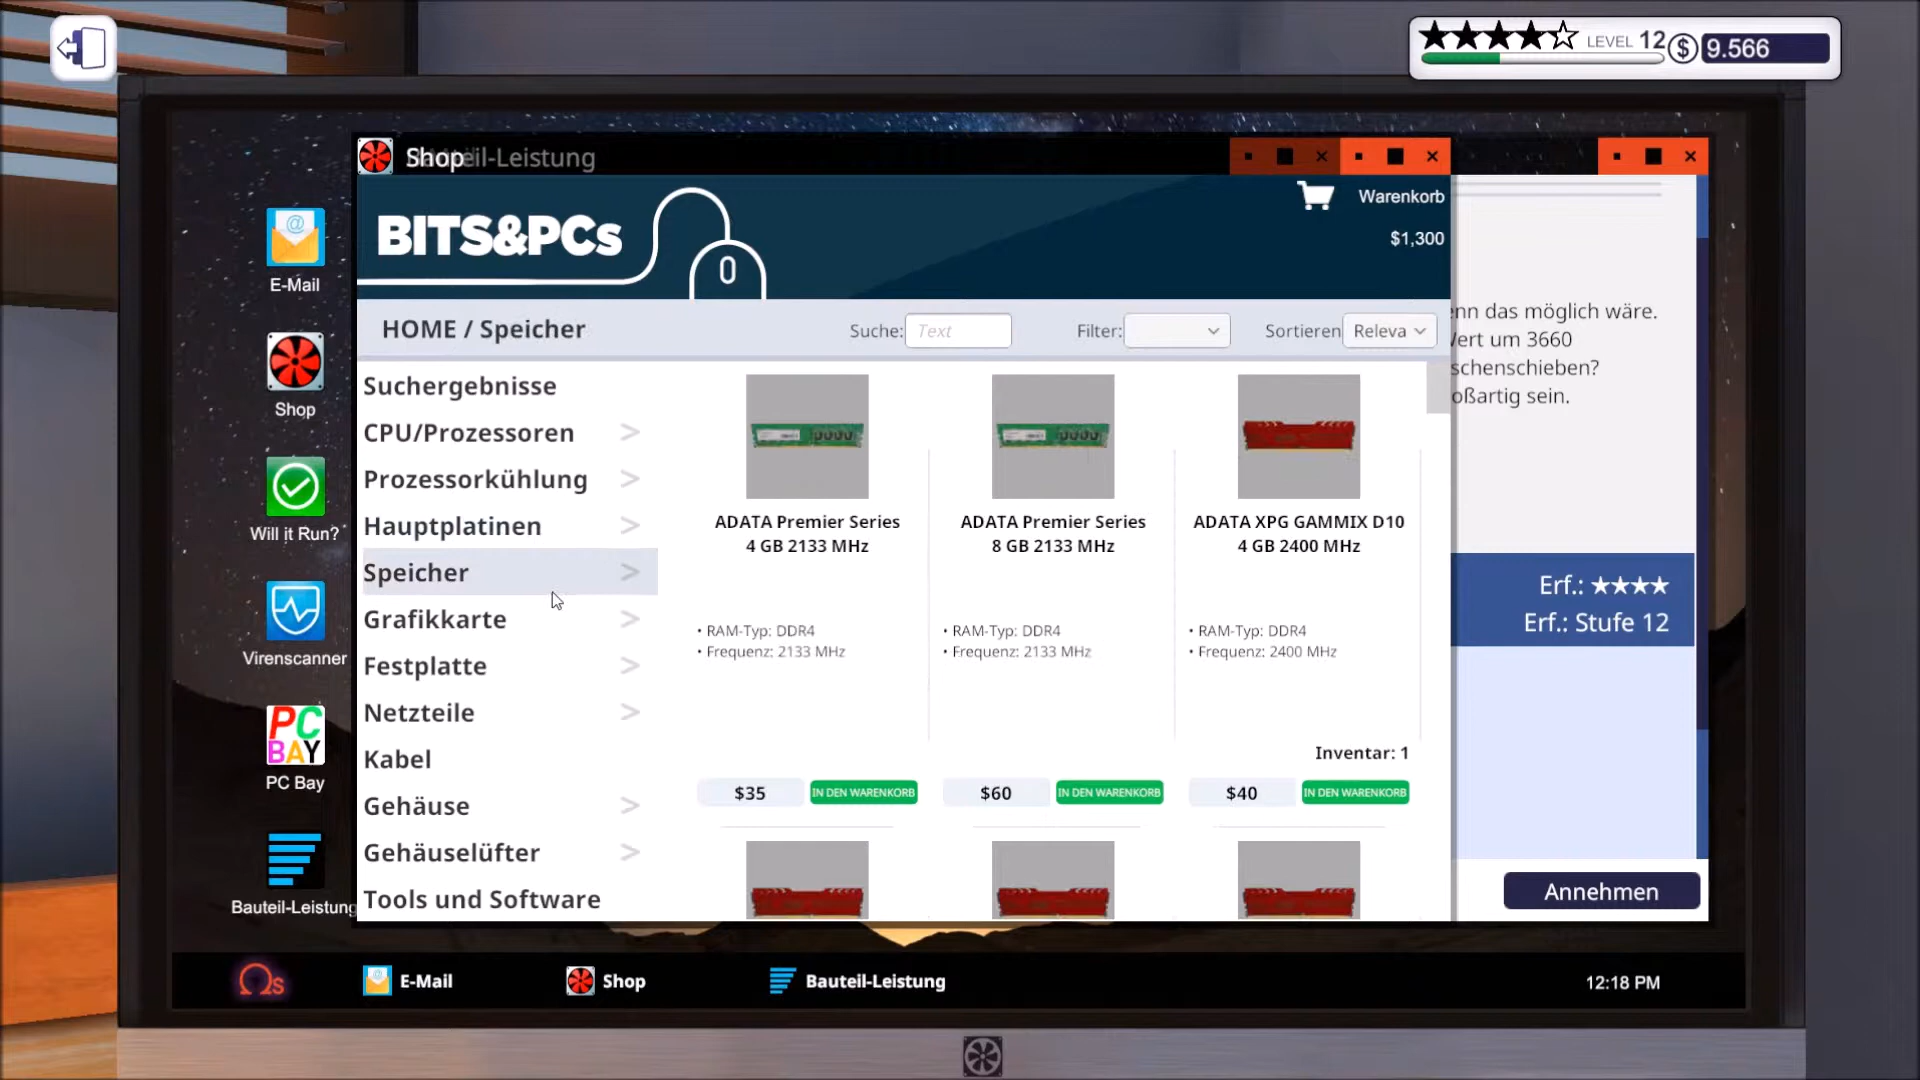 LEVEL 12
$ 9.566
Shop
Bauteil-Leistung
BITS&PCs
Warenkorb
$1,300
HOME / Speicher
Suche:
Text
Filter:
Sortieren
Releva
E-Mail
Shop
Will it Run?
Virenscanner
PC
BAY
PC Bay
Bauteil-Leistung
Suchergebnisse
CPU/Prozessoren >
Prozessorkühlung >
Hauptplatinen >
Speicher >
Grafikkarte >
Festplatte >
Netzteile >
Kabel
Gehäuse >
Gehäuselüfter >
Tools und Software
ADATA Premier Series
4 GB 2133 MHz
• RAM-Typ: DDR4
• Frequenz: 2133 MHz
$35
IN DEN WARENKORB
ADATA Premier Series
8 GB 2133 MHz
• RAM-Typ: DDR4
• Frequenz: 2133 MHz
$60
IN DEN WARENKORB
ADATA XPG GAMMIX D10
4 GB 2400 MHz
• RAM-Typ: DDR4
• Frequenz: 2400 MHz
Inventar: 1
$40
IN DEN WARENKORB
nn das möglich wäre.
ert um 3660
schenschieben?
oßartig sein.
Erf.: ★★★★
Erf.: Stufe 12
Annehmen
Ωs
E-Mail
Shop
Bauteil-Leistung
12:18 PM